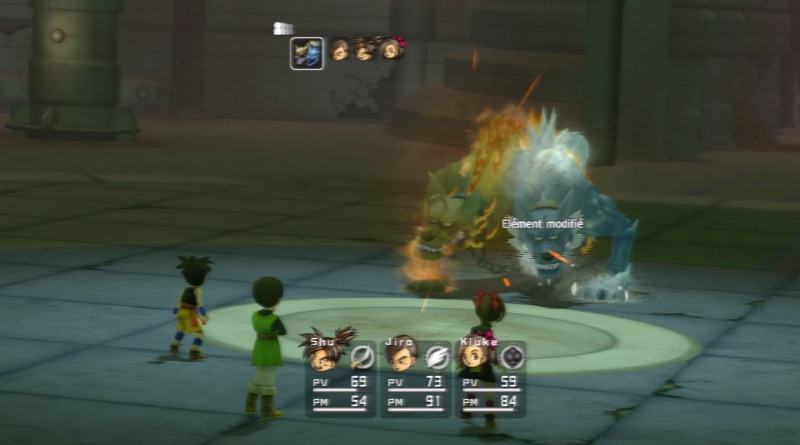 Élément modifié
Shu Jiro Kluke
PV 69 PV 73 PV 59
PM 54 PM 91 PM 84